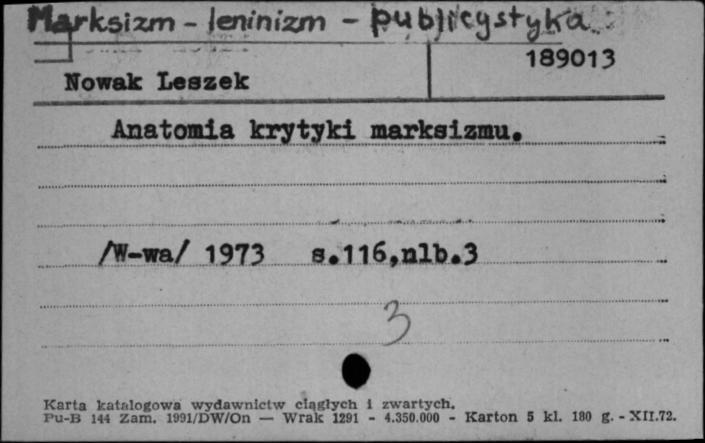 Marksizm - leninizm - publicystyka
189013
Nowak Leszek
Anatomia krytyki marksizmu.
/W-wa/ 1973 s.116,nlb.3
3
Karta katalogowa wydawnictw ciągłych i zwartych.
Pu-B 144 Zam. 1991/DW/On — Wrak 1291 - 4.350.000 - Karton 5 kl. 180 g. - XII.72.